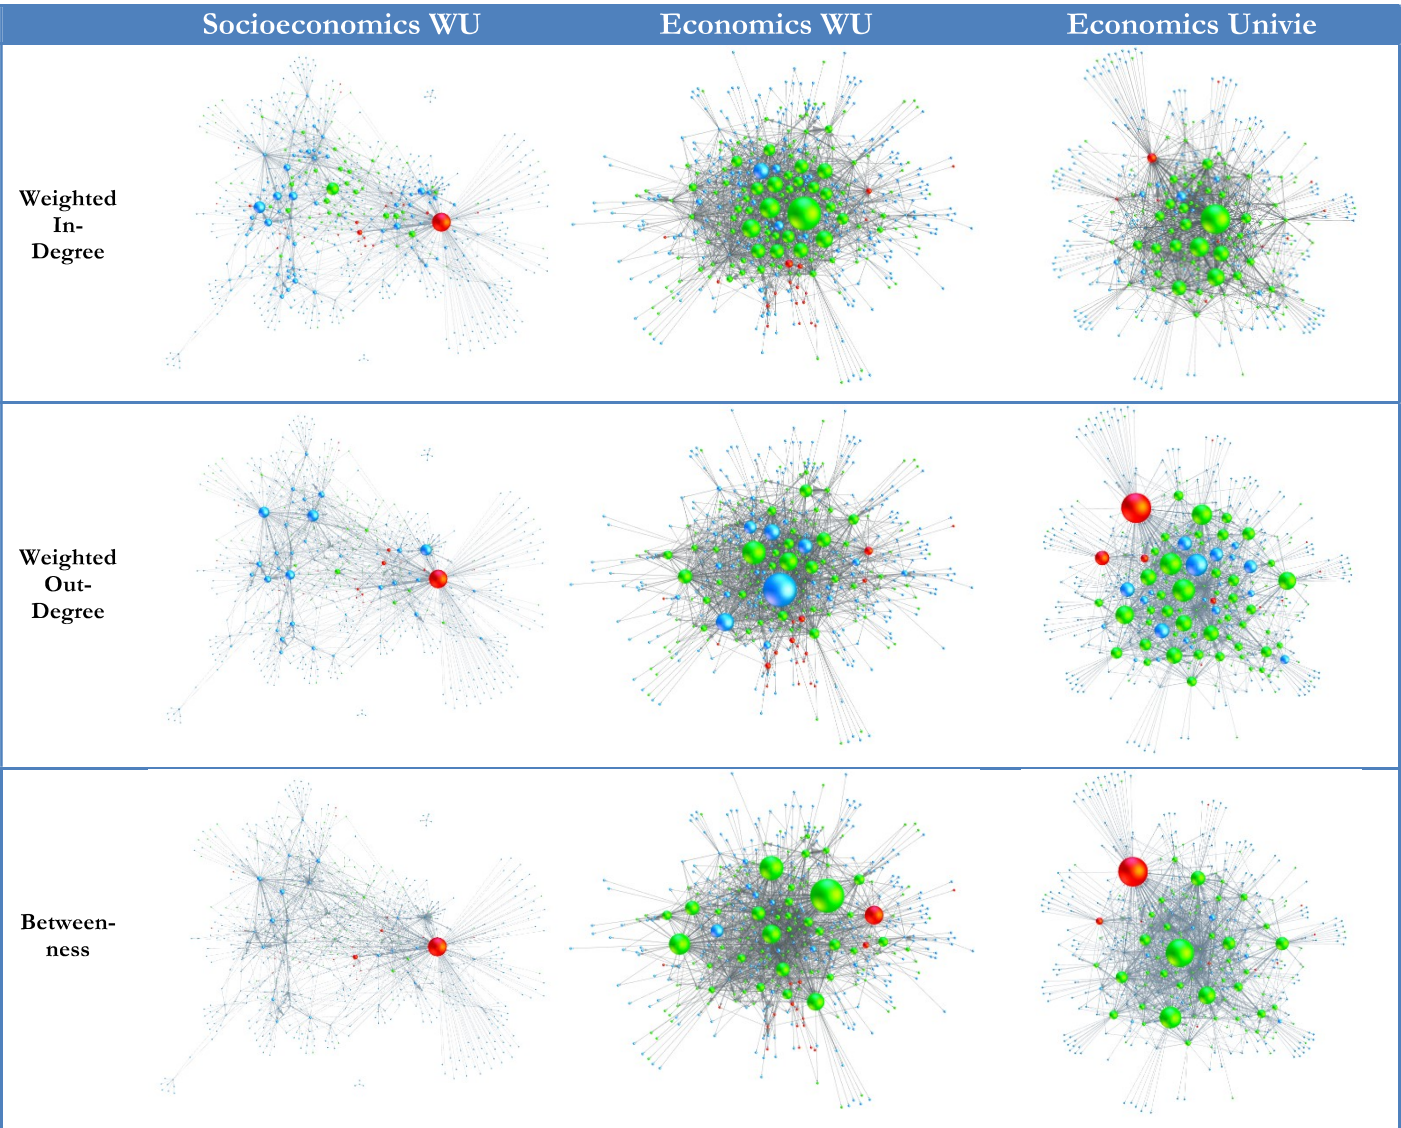 Socioeconomics WU
Economics WU
Economics Univie
Weighted
In-
Degree
Weighted
Out-
Degree
Between-
ness